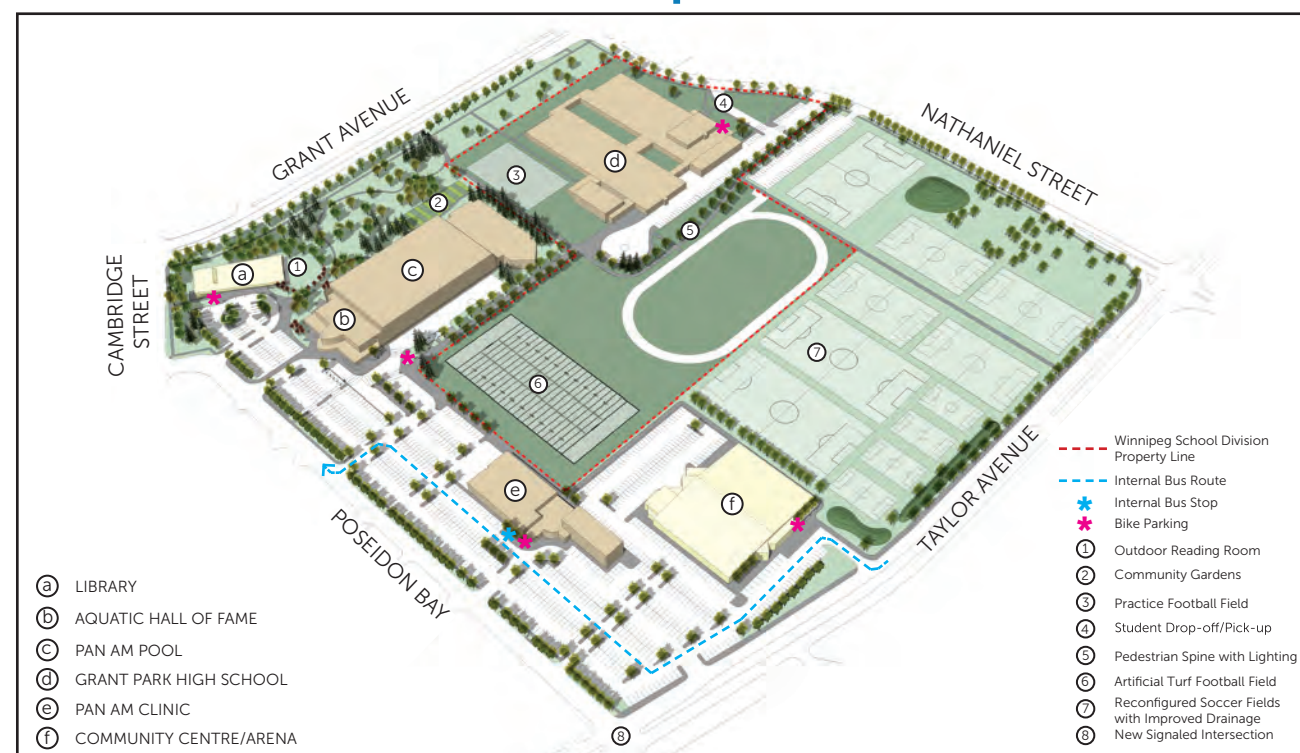 GRANT AVENUE
NATHANIEL STREET
CAMBRIDGE
STREET
POSEIDON BAY
TAYLOR AVENUE
4
3
d
2
5
1
a
c
b
7
6
e
f
8
a LIBRARY
b AQUATIC HALL OF FAME
c PAN AM POOL
d GRANT PARK HIGH SCHOOL
e PAN AM CLINIC
f COMMUNITY CENTRE/ARENA
Winnipeg School Division
Property Line
Internal Bus Route
Internal Bus Stop
Bike Parking
1 Outdoor Reading Room
2 Community Gardens
3 Practice Football Field
4 Student Drop-off/Pick-up
5 Pedestrian Spine with Lighting
6 Artificial Turf Football Field
7 Reconfigured Soccer Fields
with Improved Drainage
8 New Signaled Intersection